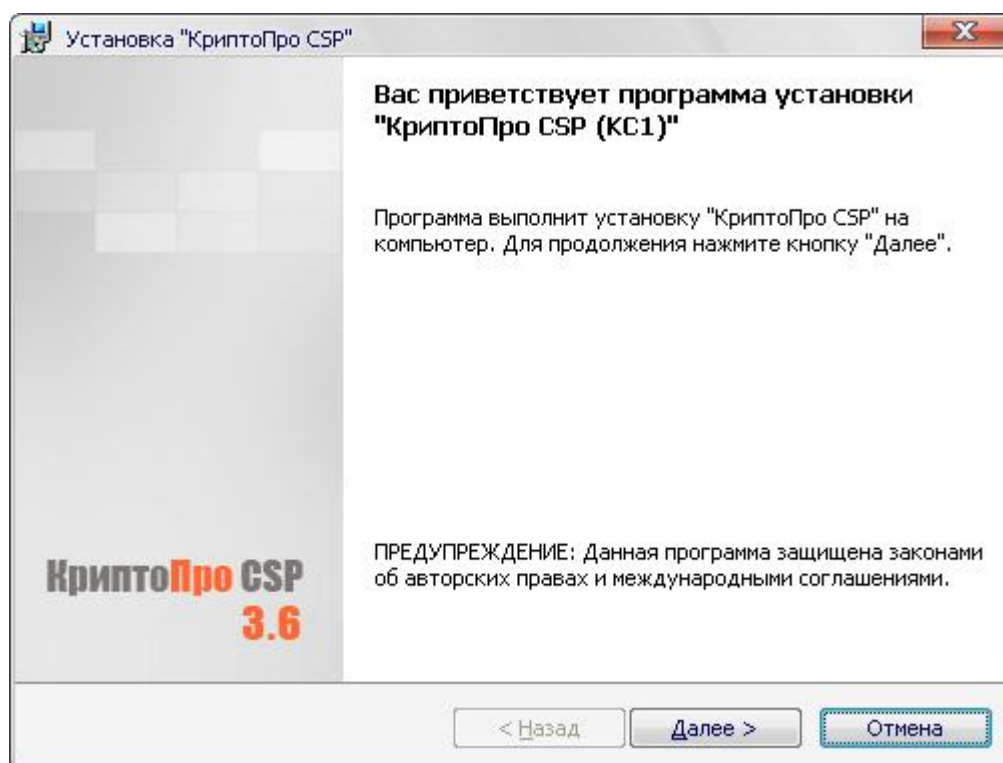 Установка "КриптоПро CSP"
Вас приветствует программа установки
"КриптоПро CSP (KC1)"
Программа выполнит установку "КриптоПро CSP" на
компьютер. Для продолжения нажмите кнопку "Далее".
ПРЕДУПРЕЖДЕНИЕ: Данная программа защищена законами
об авторских правах и международными соглашениями.
КриптоПро CSP
3.6
< Назад
Далее >
Отмена